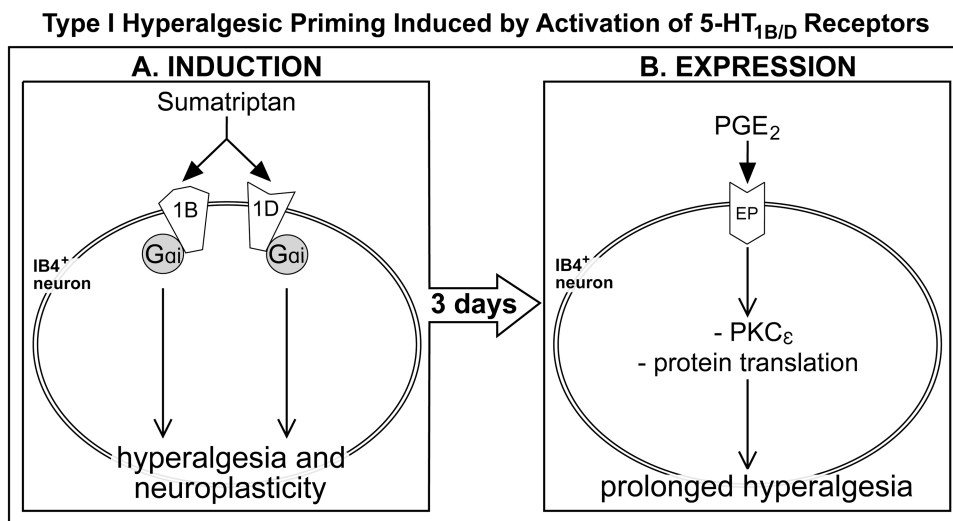 Type I Hyperalgesic Priming Induced by Activation of 5-HT1B/D Receptors
A. INDUCTION
Sumatriptan
1B
1D
Gαi
Gαi
IB4+
neuron
hyperalgesia and
neuroplasticity
3 days
B. EXPRESSION
PGE2
EP
IB4+
neuron
- PKCε
- protein translation
prolonged hyperalgesia